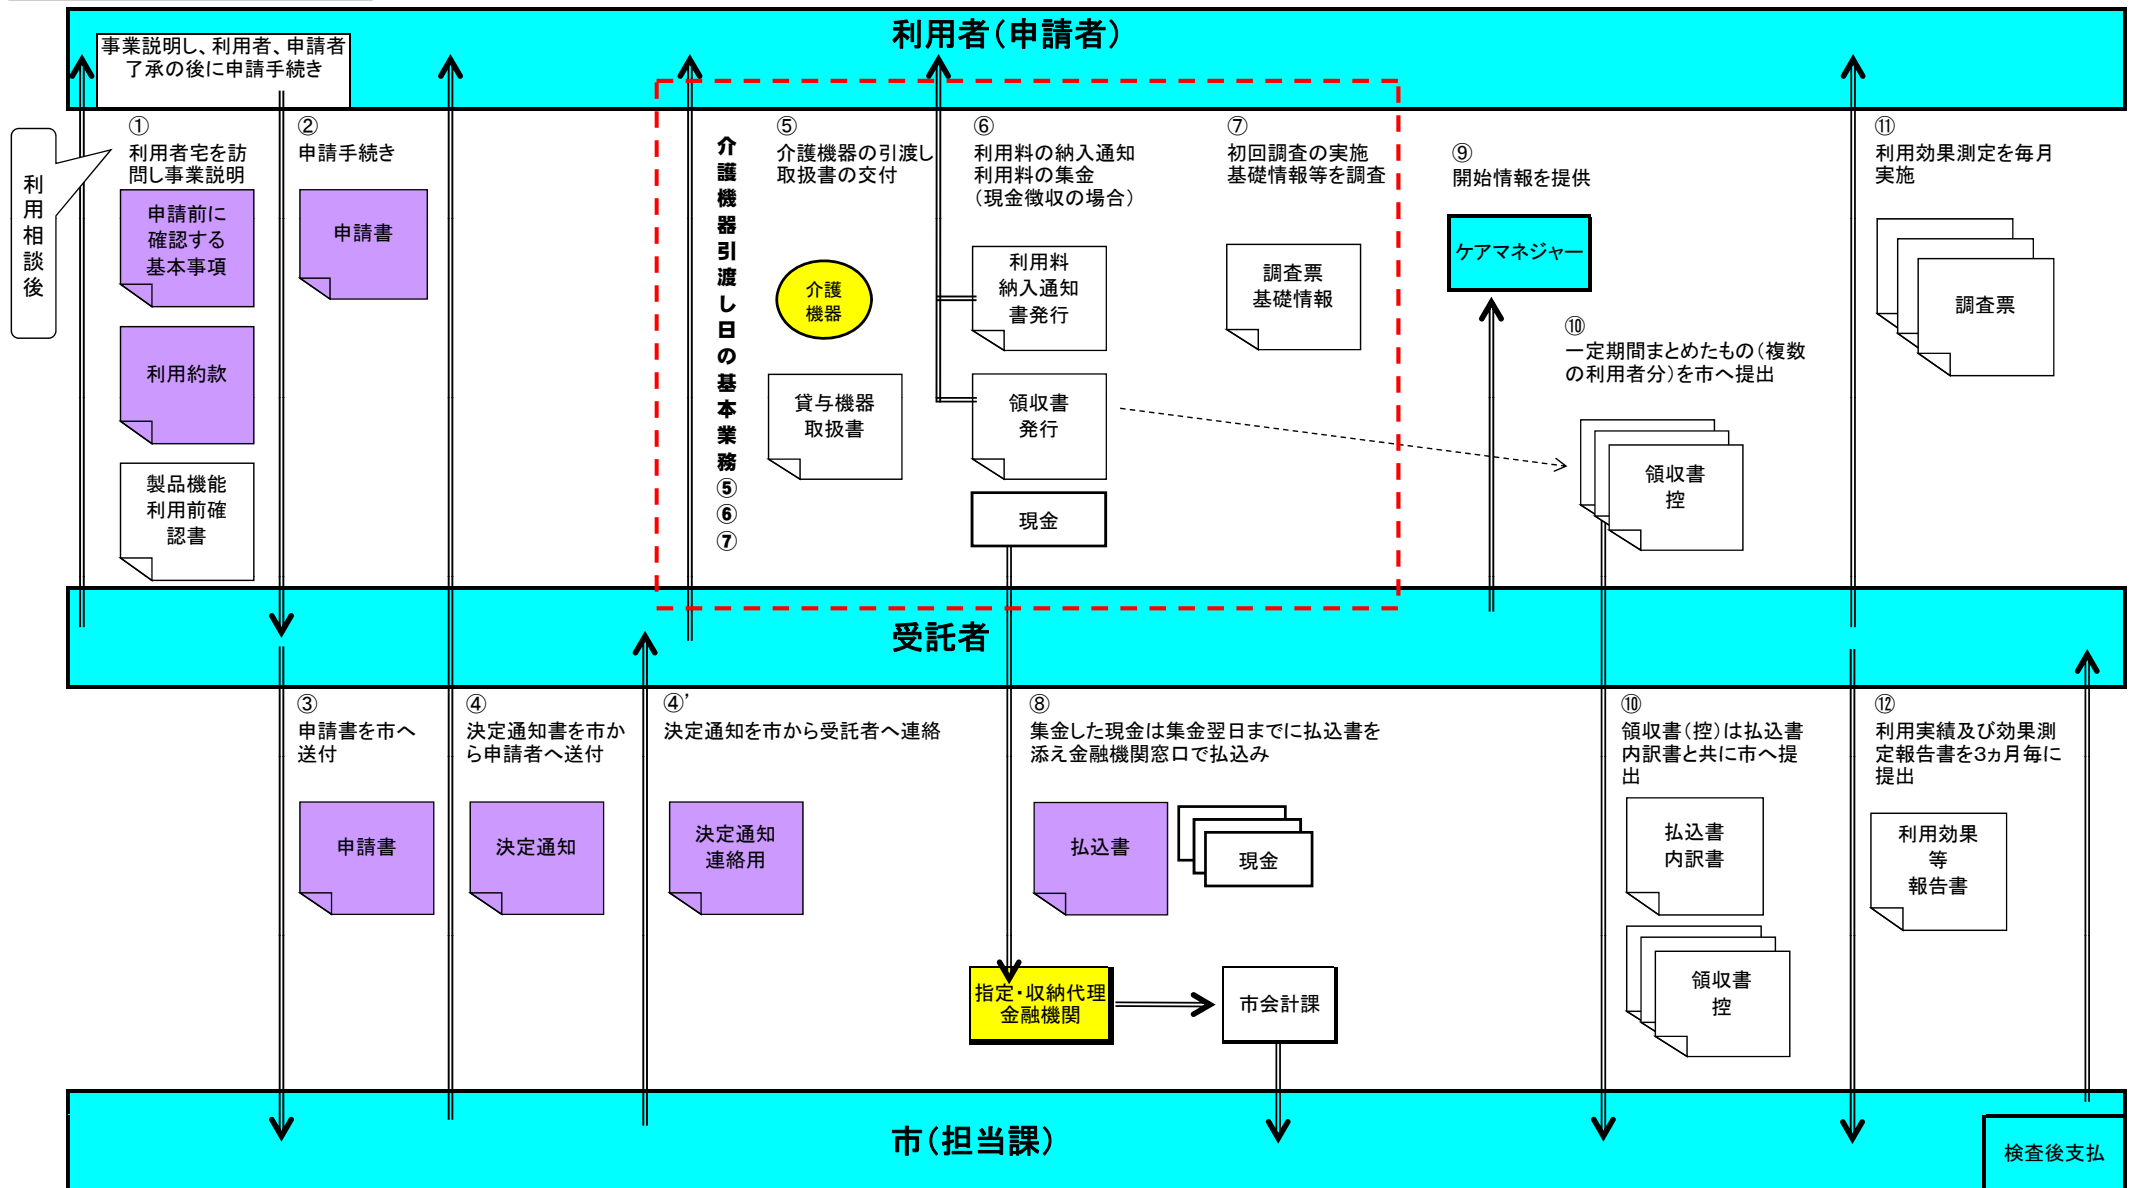 利用者(申請者)
事業説明し、利用者、申請者
了承の後に申請手続き
利用相談後
①
利用者宅を訪
問し事業説明
申請前に
確認する
基本事項
利用約款
製品機能
利用前確
認書
②
申請手続き
申請書
介護機器引渡し日の基本業務⑤⑥⑦
⑤
介護機器の引渡し
取扱書の交付
介護
機器
貸与機器
取扱書
⑥
利用料の納入通知
利用料の集金
(現金徴収の場合)
利用料
納入通知
書発行
領収書
発行
現金
⑦
初回調査の実施
基礎情報等を調査
調査票
基礎情報
⑨
開始情報を提供
ケアマネジャー
⑩
一定期間まとめたもの(複数
の利用者分)を市へ提出
領収書
控
⑪
利用効果測定を毎月
実施
調査票
受託者
③
申請書を市へ
送付
申請書
④
決定通知書を市か
ら申請者へ送付
決定通知
④’
決定通知を市から受託者へ連絡
決定通知
連絡用
⑧
集金した現金は集金翌日までに払込書を
添え金融機関窓口で払込み
払込書
現金
指定・収納代理
金融機関
市会計課
⑩
領収書(控)は払込書
内訳書と共に市へ提
出
払込書
内訳書
領収書
控
⑫
利用実績及び効果測
定報告書を3ヵ月毎に
提出
利用効果
等
報告書
市(担当課)
検査後支払